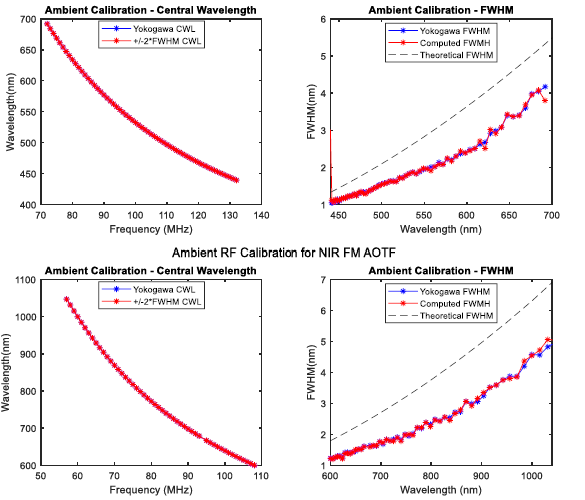 Ambient Calibration - Central Wavelength
Ambient Calibration - FWHM
700
650
600
550
500
450
400
Wavelength(nm)
Yokogawa CWL
+/-2*FWHM CWL
70
80
90
100
110
120
130
140
Frequency (MHz)
6
5
4
3
2
1
FWHM(nm)
Yokogawa FWHM
Computed FWMH
Theoretical FWHM
450
500
550
600
650
700
Wavelength (nm)
Ambient RF Calibration for NIR FM AOTF
Ambient Calibration - Central Wavelength
Ambient Calibration - FWHM
1100
1000
900
800
700
600
Wavelength(nm)
Yokogawa CWL
+/-2*FWHM CWL
50
60
70
80
90
100
110
Frequency (MHz)
7
6
5
4
3
2
1
FWHM(nm)
Yokogawa FWHM
Computed FWMH
Theoretical FWHM
600
700
800
900
1000
Wavelength (nm)